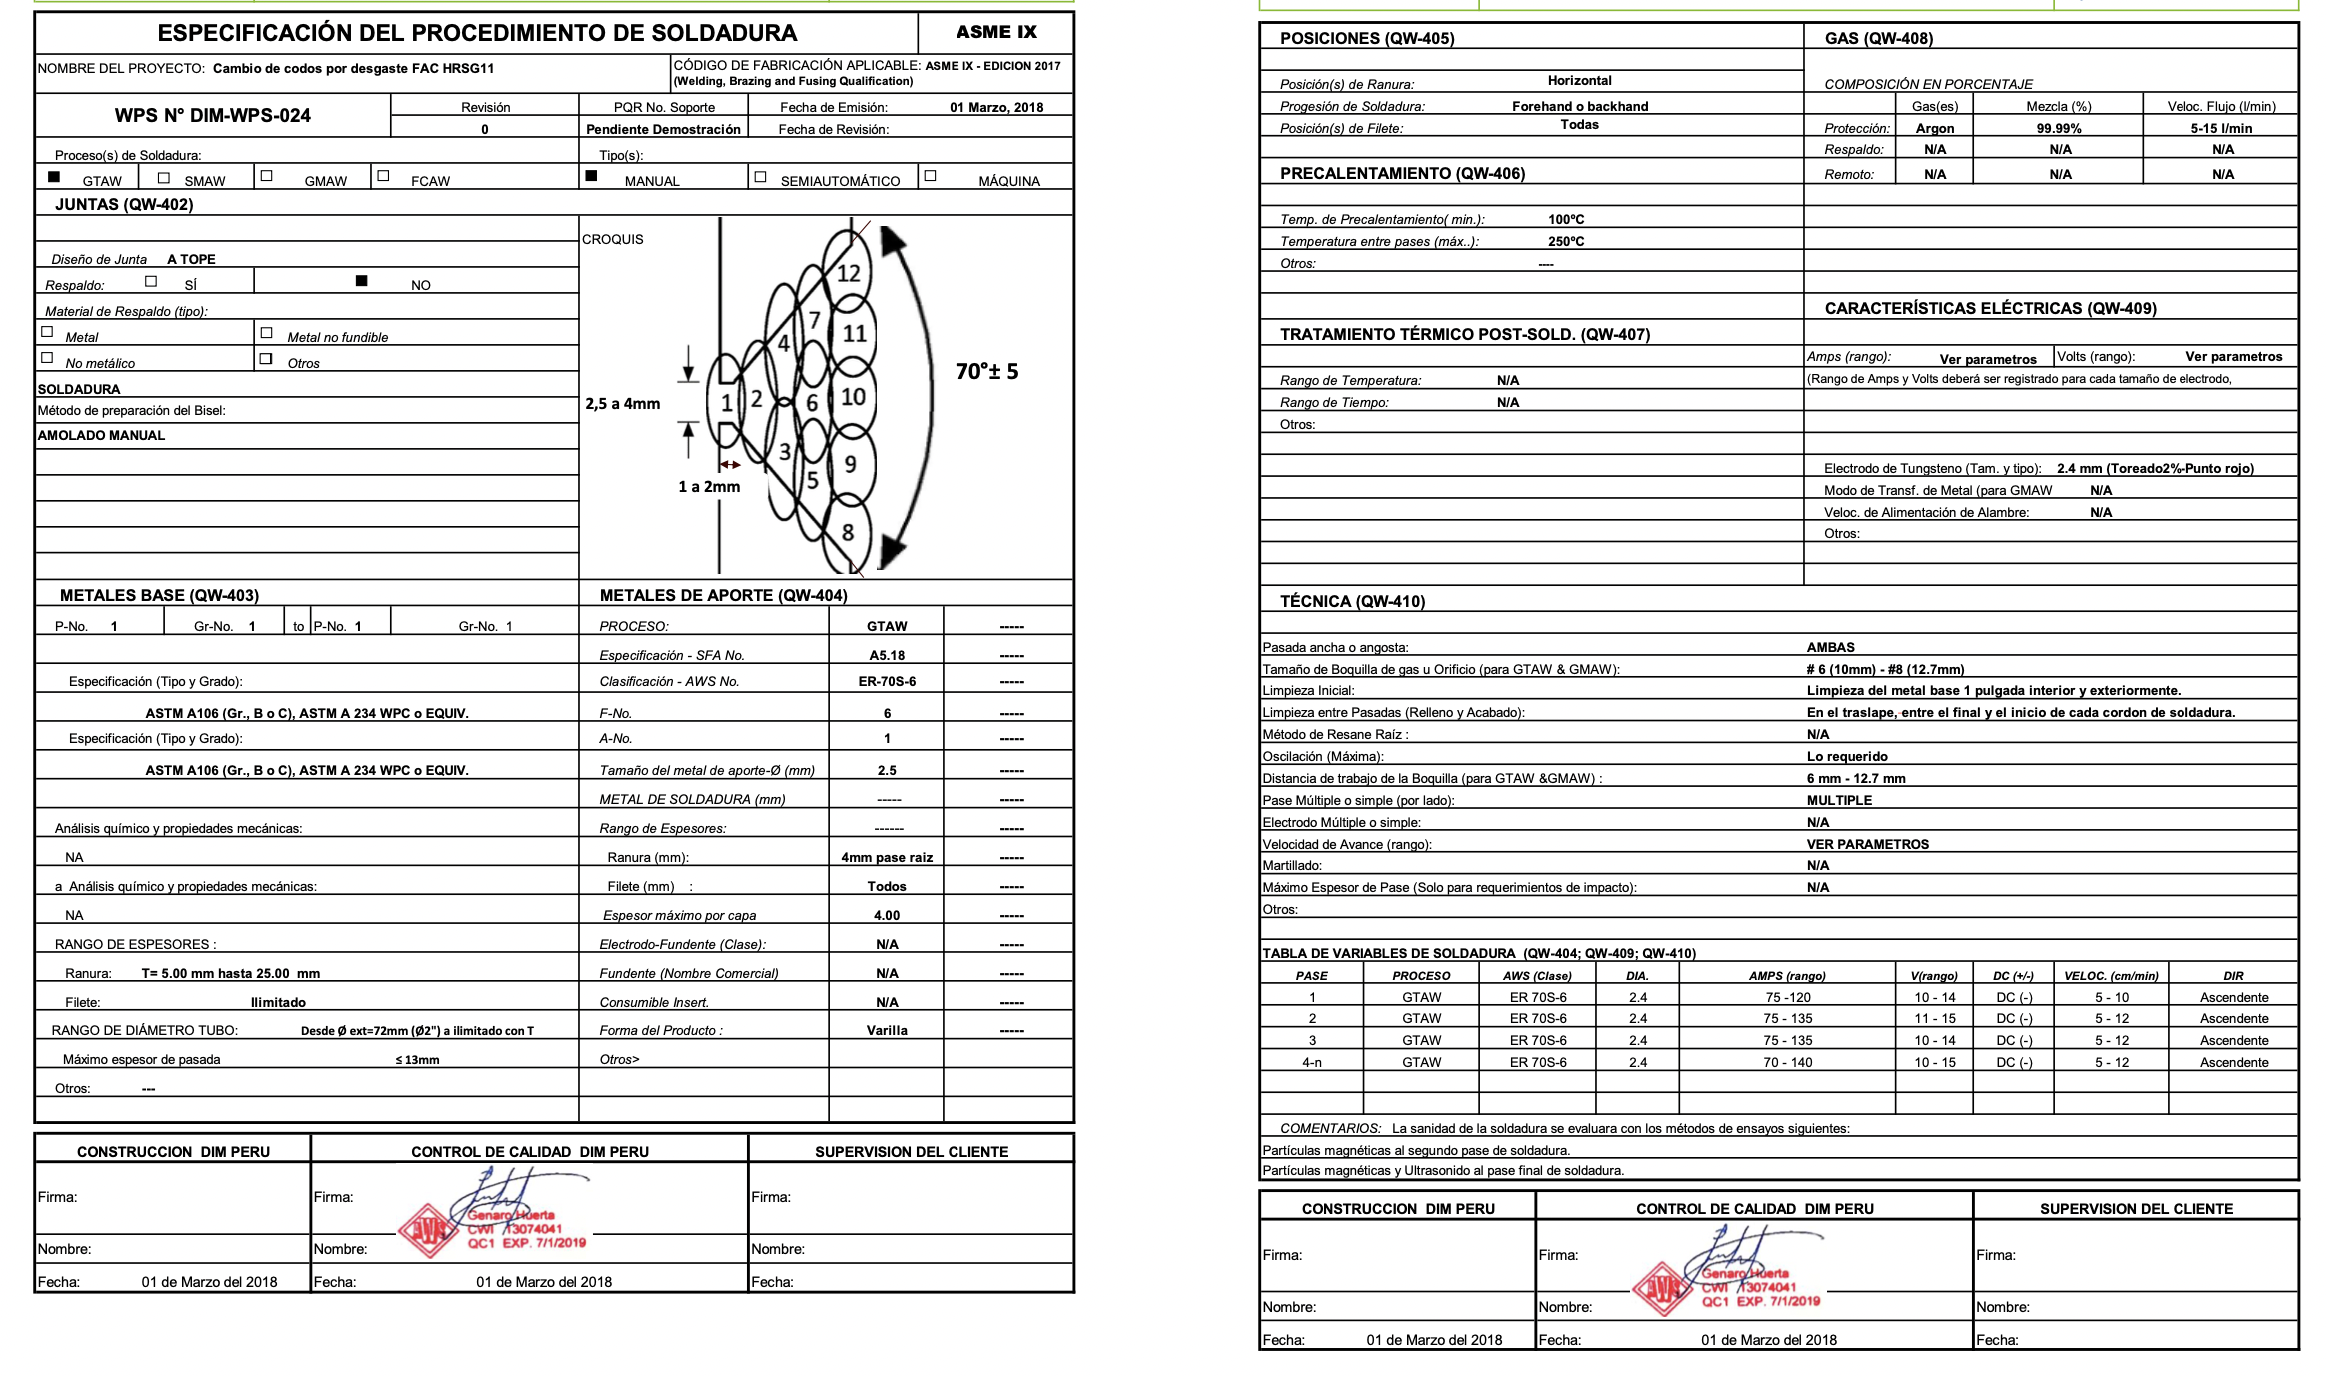 ESPECIFICACIÓN DEL PROCEDIMIENTO DE SOLDADURA ASME IX
NOMBRE DEL PROYECTO: Cambio de codos por desgaste FAC HRSG11
CÓDIGO DE FABRICACIÓN APLICABLE: ASME IX - EDICION 2017
(Welding, Brazing and Fusing Qualification)
WPS Nº DIM-WPS-024
Revisión PQR No. Soporte Fecha de Emisión: 01 Marzo, 2018
0 Pendiente Demostración Fecha de Revisión:
Proceso(s) de Soldadura: Tipo(s):
■ GTAW □ SMAW □ GMAW □ FCAW ■ MANUAL □ SEMIAUTOMÁTICO □ MÁQUINA
JUNTAS (QW-402)
Diseño de Junta A TOPE
Respaldo: □ SÍ ■ NO
Material de Respaldo (tipo):
□ Metal □ Metal no fundible
□ No metálico □ Otros
SOLDADURA
Método de preparación del Bisel:
AMOLADO MANUAL
CROQUIS
12
7
11
4
70°± 5
2,5 a 4mm
1 2 6 10
3
9
5
1 a 2mm
8
METALES BASE (QW-403)
P-No. 1 Gr-No. 1 to P-No. 1 Gr-No. 1
Especificación (Tipo y Grado):
ASTM A106 (Gr., B o C), ASTM A 234 WPC o EQUIV.
Especificación (Tipo y Grado):
ASTM A106 (Gr., B o C), ASTM A 234 WPC o EQUIV.
Análisis químico y propiedades mecánicas:
NA
a Análisis químico y propiedades mecánicas:
NA
RANGO DE ESPESORES :
Ranura: T= 5.00 mm hasta 25.00 mm
Filete: Ilimitado
RANGO DE DIÁMETRO TUBO: Desde Ø ext=72mm (Ø2") a ilimitado con T
Máximo espesor de pasada ≤ 13mm
Otros: ---
METALES DE APORTE (QW-404)
PROCESO: GTAW -----
Especificación - SFA No. A5.18 -----
Clasificación - AWS No. ER-70S-6 -----
F-No. 6 -----
A-No. 1 -----
Tamaño del metal de aporte-Ø (mm) 2.5 -----
METAL DE SOLDADURA (mm) ----- -----
Rango de Espesores: ------ -----
Ranura (mm): 4mm pase raiz -----
Filete (mm) : Todos -----
Espesor máximo por capa 4.00 -----
Electrodo-Fundente (Clase): N/A -----
Fundente (Nombre Comercial) N/A -----
Consumible Insert. N/A -----
Forma del Producto : Varilla -----
Otros>
CONSTRUCCION DIM PERU CONTROL DE CALIDAD DIM PERU SUPERVISION DEL CLIENTE
Firma: Firma: Firma:
AWS
Genaro Huerta
CWI 13074041
QC1 EXP. 7/1/2019
Nombre: Nombre: Nombre:
Fecha: 01 de Marzo del 2018 Fecha: 01 de Marzo del 2018 Fecha:
POSICIONES (QW-405)
Posición(s) de Ranura: Horizontal
Progesión de Soldadura: Forehand o backhand
Posición(s) de Filete: Todas
PRECALENTAMIENTO (QW-406)
Temp. de Precalentamiento( min.): 100ºC
Temperatura entre pases (máx..): 250ºC
Otros: ----
TRATAMIENTO TÉRMICO POST-SOLD. (QW-407)
Rango de Temperatura: N/A
Rango de Tiempo: N/A
Otros:
GAS (QW-408)
COMPOSICIÓN EN PORCENTAJE
Gas(es) Mezcla (%) Veloc. Flujo (l/min)
Protección: Argon 99.99% 5-15 l/min
Respaldo: N/A N/A N/A
Remoto: N/A N/A N/A
CARACTERÍSTICAS ELÉCTRICAS (QW-409)
Amps (rango): Ver parametros Volts (rango): Ver parametros
(Rango de Amps y Volts deberá ser registrado para cada tamaño de electrodo,
Electrodo de Tungsteno (Tam. y tipo): 2.4 mm (Toreado2%-Punto rojo)
Modo de Transf. de Metal (para GMAW N/A
Veloc. de Alimentación de Alambre: N/A
Otros:
TÉCNICA (QW-410)
Pasada ancha o angosta: AMBAS
Tamaño de Boquilla de gas u Orificio (para GTAW & GMAW): # 6 (10mm) - #8 (12.7mm)
Limpieza Inicial: Limpieza del metal base 1 pulgada interior y exteriormente.
Limpieza entre Pasadas (Relleno y Acabado): En el traslape, entre el final y el inicio de cada cordon de soldadura.
Método de Resane Raíz : N/A
Oscilación (Máxima): Lo requerido
Distancia de trabajo de la Boquilla (para GTAW &GMAW) : 6 mm - 12.7 mm
Pase Múltiple o simple (por lado): MULTIPLE
Electrodo Múltiple o simple: N/A
Velocidad de Avance (rango): VER PARAMETROS
Martillado: N/A
Máximo Espesor de Pase (Solo para requerimientos de impacto): N/A
Otros:
TABLA DE VARIABLES DE SOLDADURA (QW-404; QW-409; QW-410)
PASE PROCESO AWS (Clase) DIA. AMPS (rango) V(rango) DC (+/-) VELOC. (cm/min) DIR
1 GTAW ER 70S-6 2.4 75 -120 10 - 14 DC (-) 5 - 10 Ascendente
2 GTAW ER 70S-6 2.4 75 - 135 11 - 15 DC (-) 5 - 12 Ascendente
3 GTAW ER 70S-6 2.4 75 - 135 10 - 14 DC (-) 5 - 12 Ascendente
4-n GTAW ER 70S-6 2.4 70 - 140 10 - 15 DC (-) 5 - 12 Ascendente
COMENTARIOS: La sanidad de la soldadura se evaluara con los métodos de ensayos siguientes:
Partículas magnéticas al segundo pase de soldadura.
Partículas magnéticas y Ultrasonido al pase final de soldadura.
CONSTRUCCION DIM PERU CONTROL DE CALIDAD DIM PERU SUPERVISION DEL CLIENTE
Firma: Firma: Firma:
AWS
Genaro Huerta
CWI 13074041
QC1 EXP. 7/1/2019
Nombre: Nombre: Nombre:
Fecha: 01 de Marzo del 2018 Fecha: 01 de Marzo del 2018 Fecha: